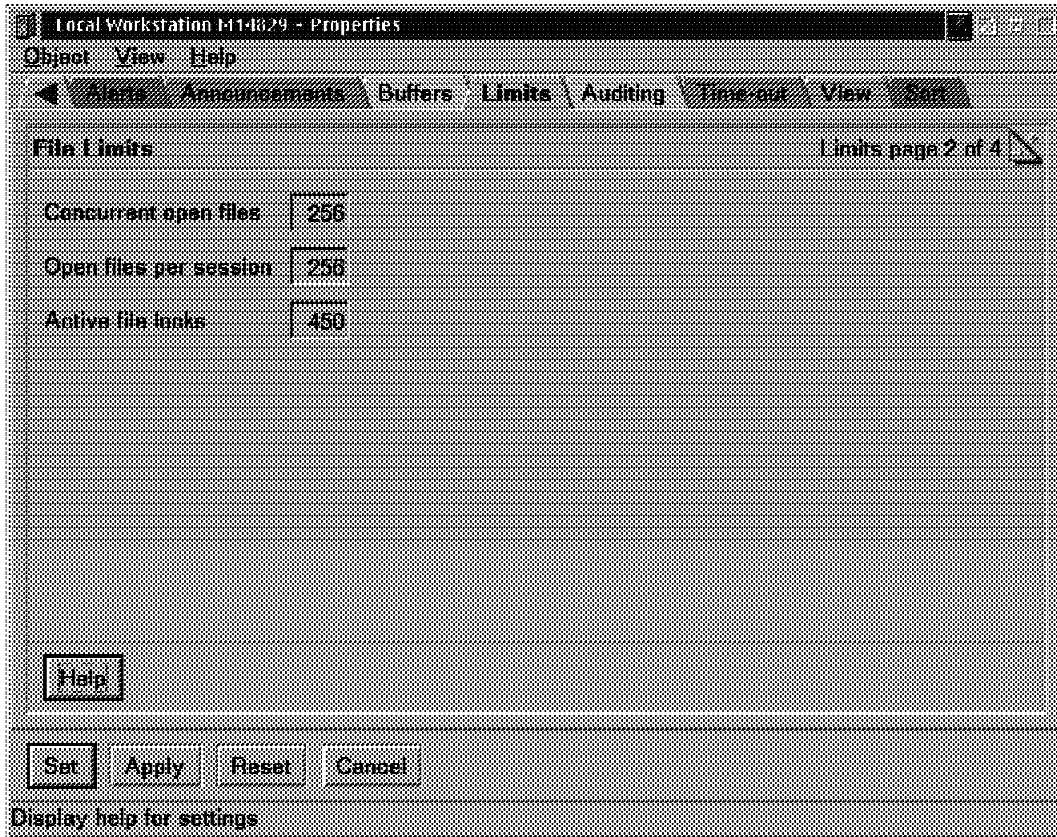 Local Workstation M14829 - Properties
Object View Help
Alerts Announcements Buffers Limits Auditing Time-out View Sort
File Limits
Limits page 2 of 4
Concurrent open files 256
Open files per session 256
Active file locks 450
Help
Set Apply Reset Cancel
Display help for settings